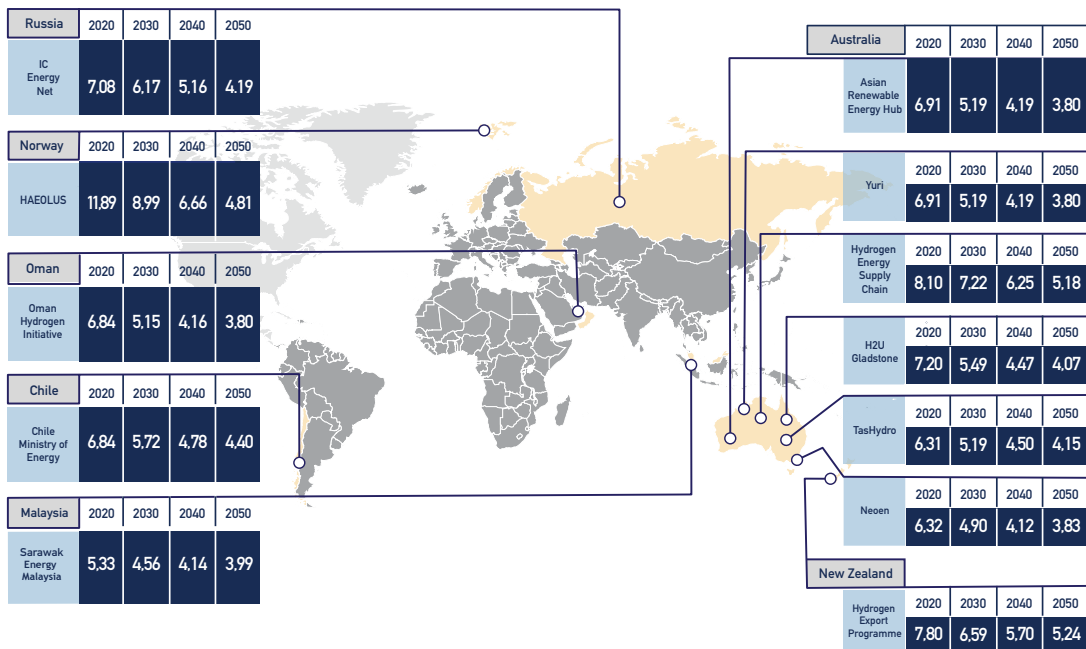 Russia 2020 2030 2040 2050
IC
Energy
Net
7,08 6,17 5,16 4.19
Norway 2020 2030 2040 2050
HAEOLUS 11,89 8,99 6,66 4,81
Oman 2020 2030 2040 2050
Oman
Hydrogen
Initiative
6,84 5,15 4,16 3,80
Chile 2020 2030 2040 2050
Chile
Ministry of
Energy
6,84 5,72 4,78 4,40
Malaysia 2020 2030 2040 2050
Sarawak
Energy
Malaysia
5,33 4,56 4,14 3,99
Australia 2020 2030 2040 2050
Asian
Renewable
Energy Hub
6,91 5,19 4,19 3,80
2020 2030 2040 2050
Yuri 6,91 5,19 4,19 3,80
2020 2030 2040 2050
Hydrogen
Energy
Supply
Chain
8,10 7,22 6,25 5,18
2020 2030 2040 2050
H2U
Gladstone
7,20 5,49 4,47 4,07
2020 2030 2040 2050
TasHydro 6,31 5,19 4,50 4,15
2020 2030 2040 2050
Neoen 6,32 4,90 4,12 3,83
New Zealand
2020 2030 2040 2050
Hydrogen
Export
Programme
7,80 6,59 5,70 5,24